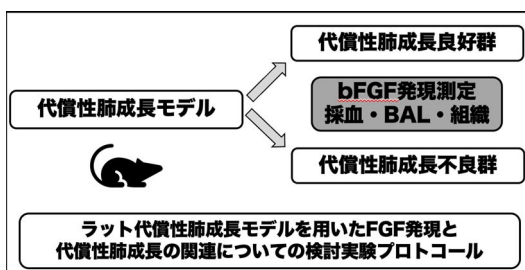 代償性肺成長良好群
代償性肺成長モデル
bFGF発現測定
採血・BAL・組織
代償性肺成長不良群
ラット代償性肺成長モデルを用いたFGF発現と
代償性肺成長の関連についての検討実験プロトコール